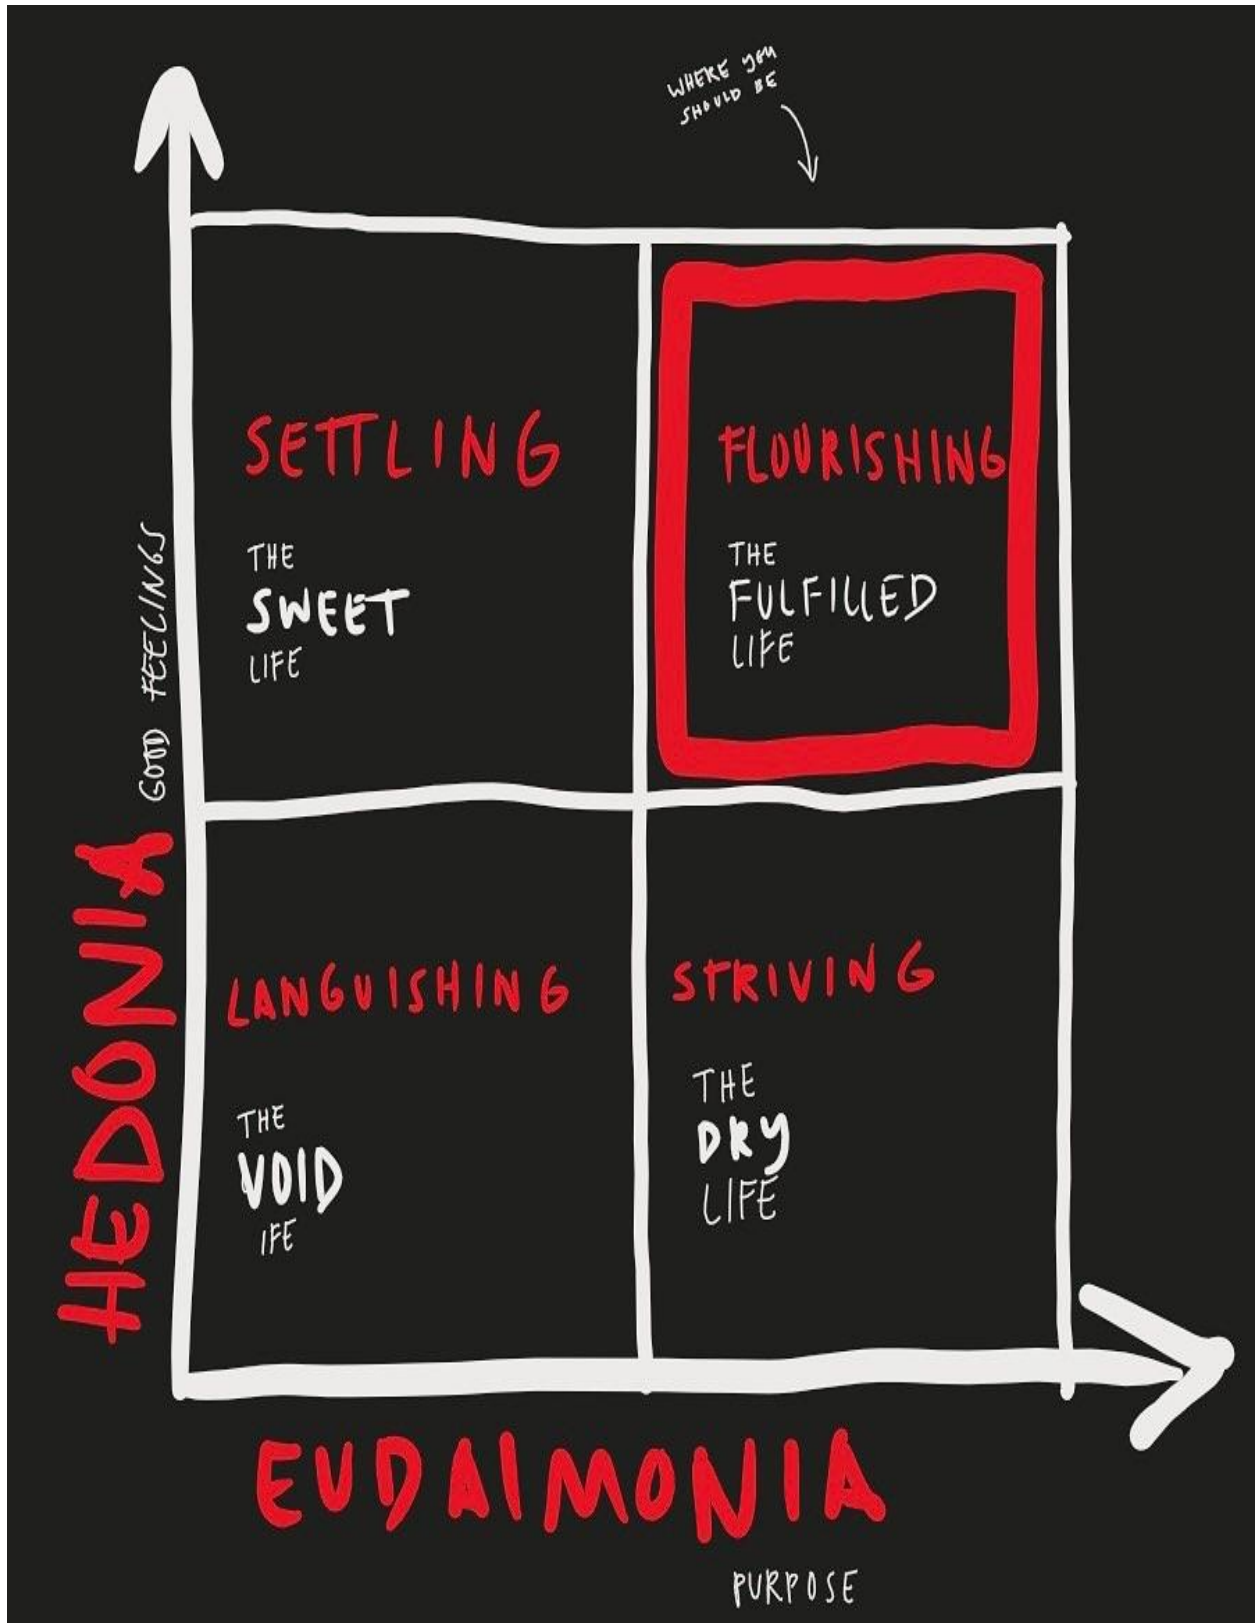 WHERE YOU
SHOULD BE
SETTLING
THE
SWEET
LIFE
FLOURISHING
THE
FULFILLED
LIFE
GOOD FEELINGS
HEDONIA
LANGUISHING
THE
VOID
IFE
STRIVING
THE
DRY
LIFE
EUDAIMONIA
PURPOSE